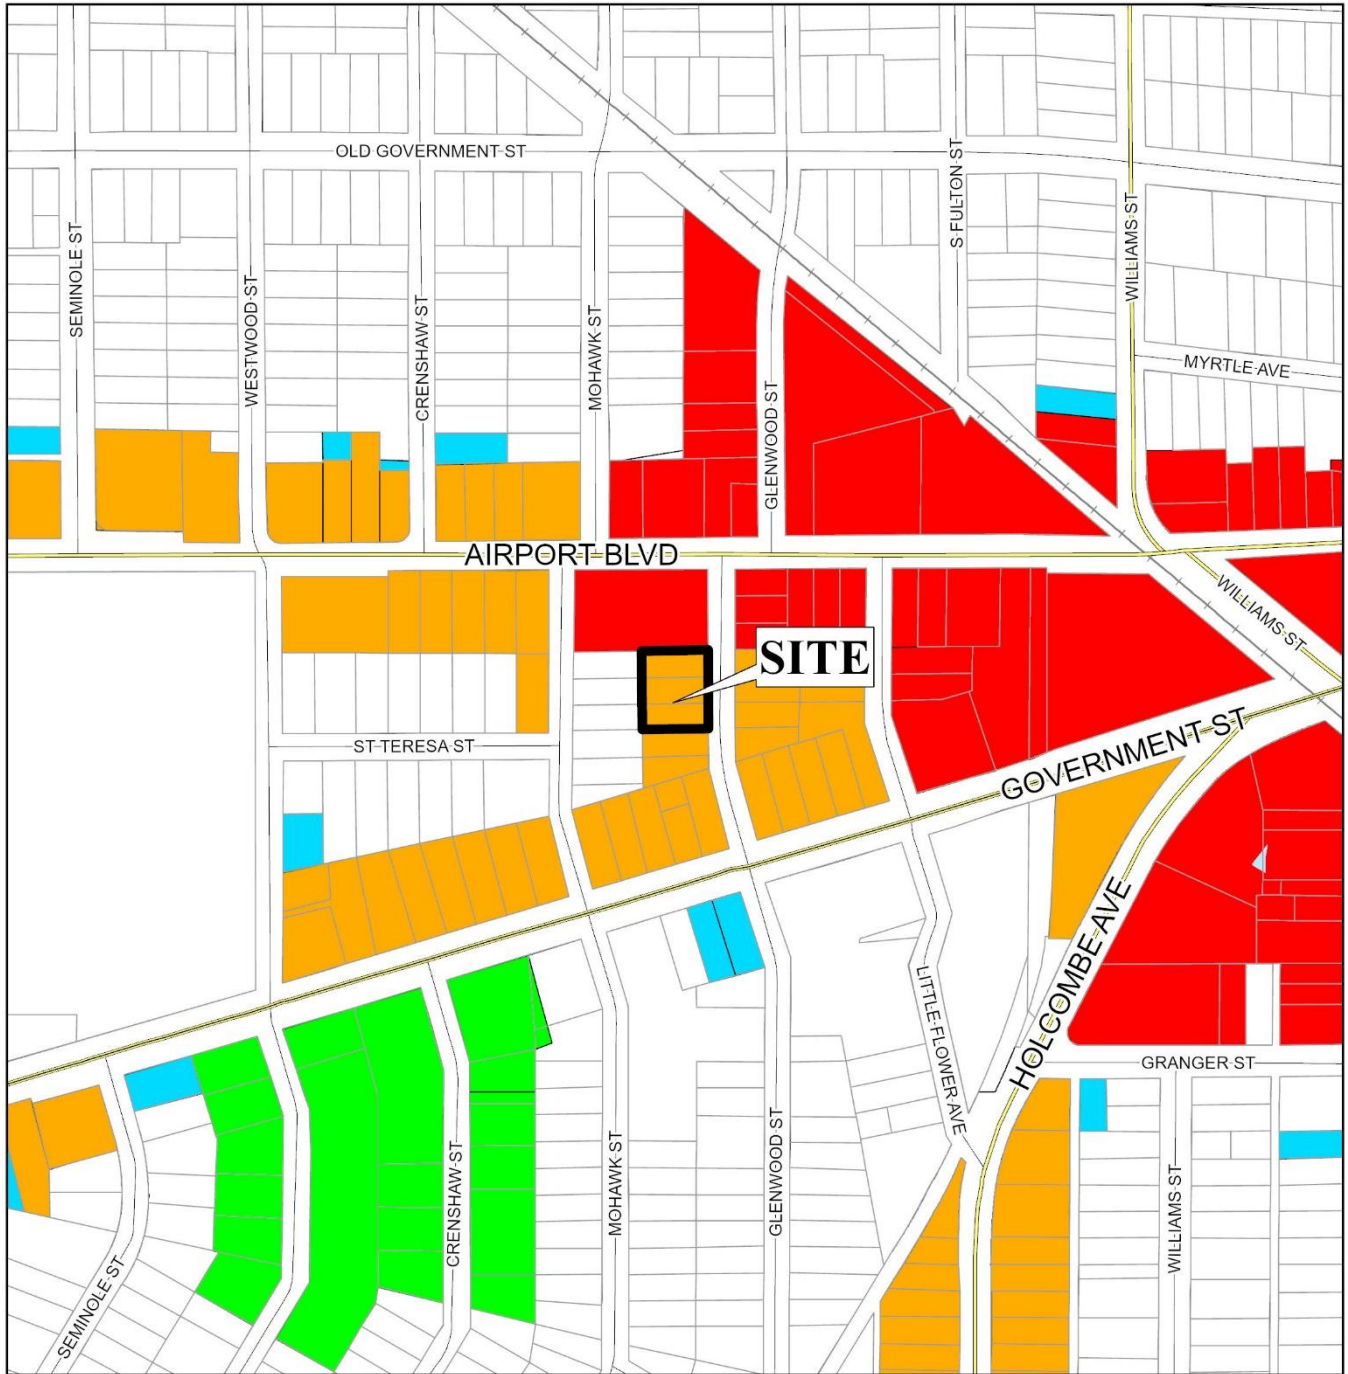 OLD GOVERNMENT ST
S FULTON ST
SEMINOLE ST
WILLIAMS ST
WESTWOOD ST
CRENSHAW ST
MOHAWK ST
MYRTLE AVE
GLENWOOD ST
AIRPORT BLVD
WILLIAMS ST
SITE
ST TERESA ST
GOVERNMENT ST
HOLCOMBE AVE
LITTLE FLOWER AVE
GRANGER ST
CRENSHAW ST
MOHAWK ST
GLENWOOD ST
WILLIAMS ST
SEMINOLE ST